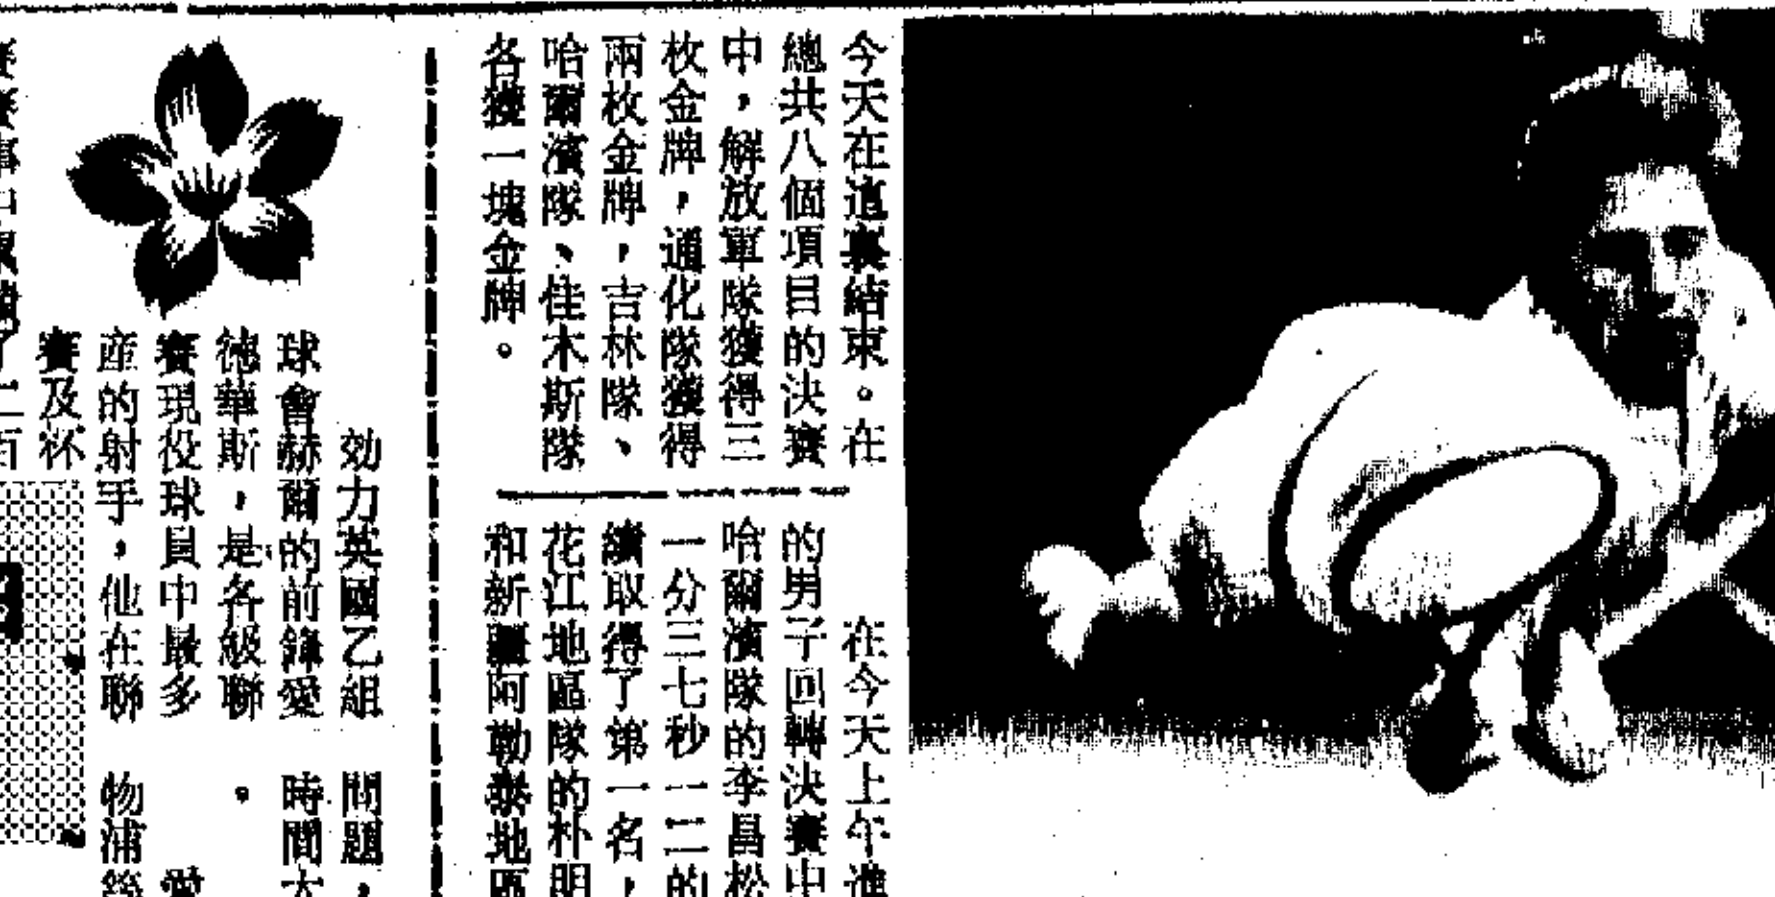 今天在這裏結束。在
總共八個項目的決賽
中，解放軍隊獲得三
枚金牌，通化隊獲得
兩枚金牌，吉林隊、
哈爾濱隊、佳木斯隊
各獲一塊金牌。
在今天上午進
的男子回轉決賽中
哈爾濱隊的李昌松
一分三七秒一二的
續取得了第一名，
花江地區隊的朴明
和新疆阿勒泰地區
効力英國乙組
球會赫爾的前鋒愛
德華斯，是各級聯
賽現役球員中最多
產的射手，他在聯
賽及杯
問題，
時間大
。
愛
物浦
了二百